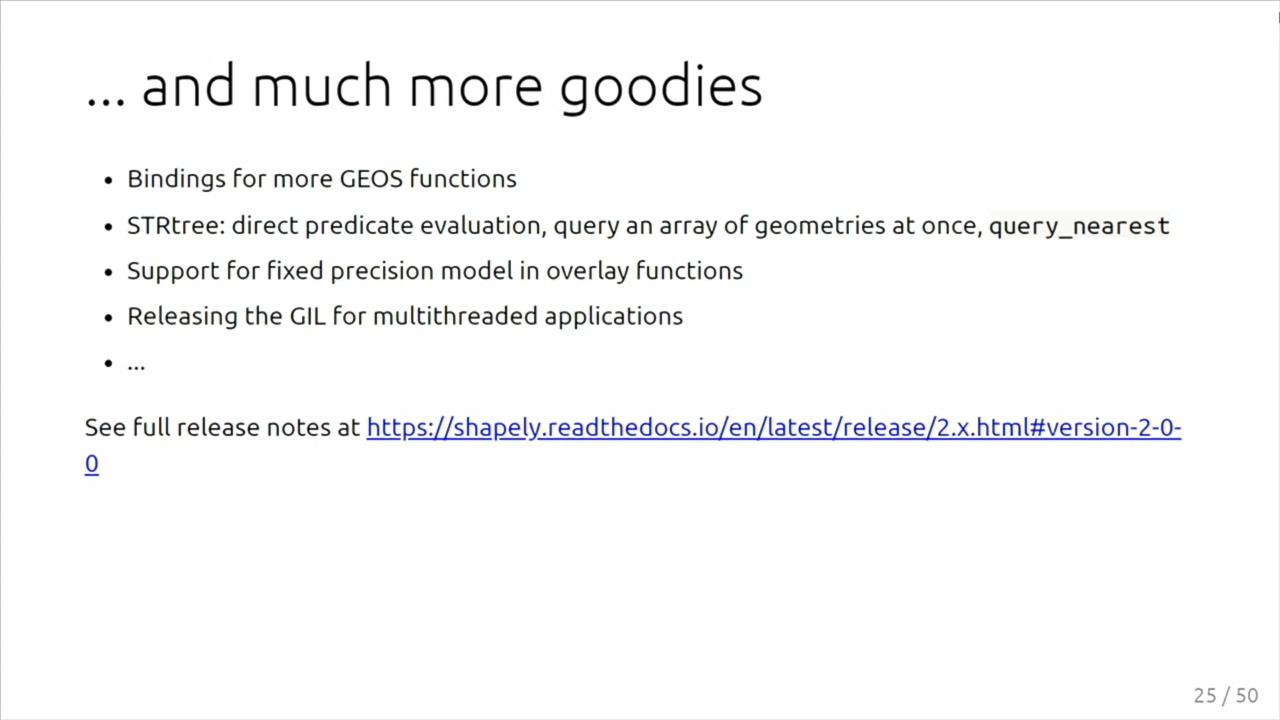 ... and much more goodies
• Bindings for more GEOS functions
• STRtree: direct predicate evaluation, query an array of geometries at once, query_nearest
• Support for fixed precision model in overlay functions
• Releasing the GIL for multithreaded applications
• ...
See full release notes at https://shapely.readthedocs.io/en/latest/release/2.x.html#version-2-0-
0
25 / 50